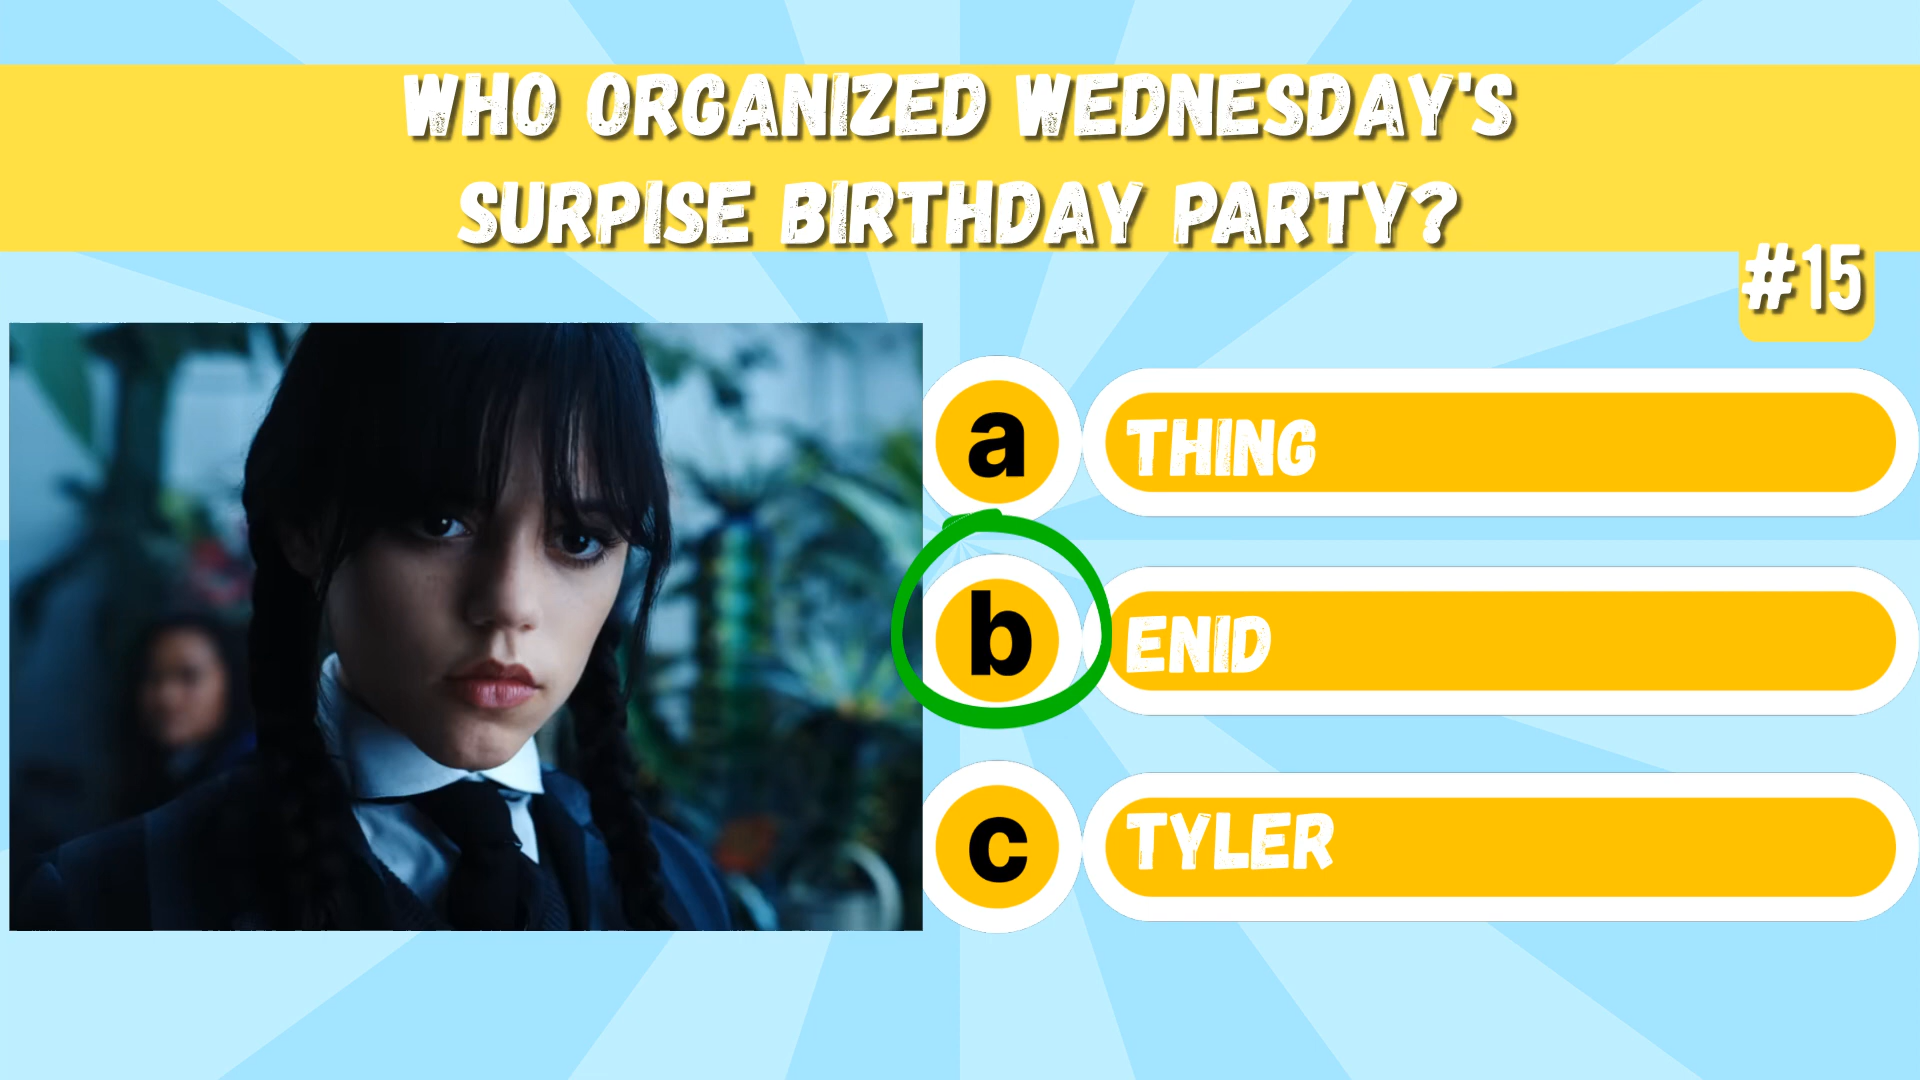 WHO ORGANIZED WEDNESDAY'S
SURPISE BIRTHDAY PARTY?
#15
a THING
b ENID
c TYLER